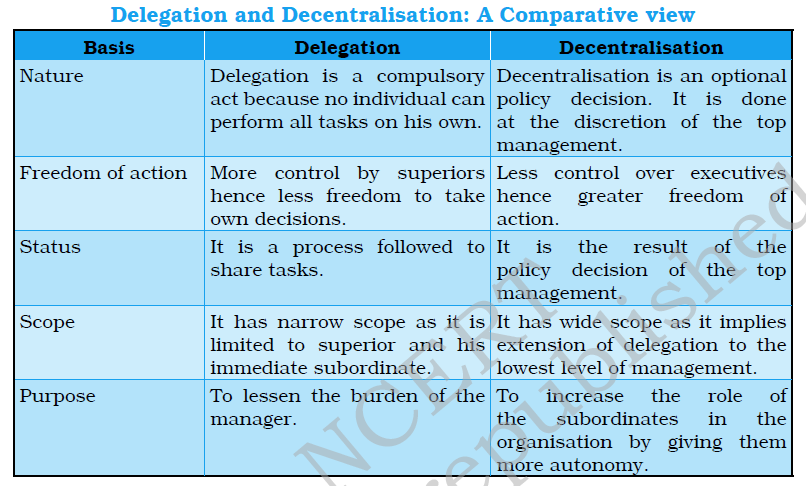 Delegation and Decentralisation: A Comparative view
Basis Delegation Decentralisation
Nature
Delegation is a compulsory
act because no individual can
perform all tasks on his own.
Decentralisation is an optional
policy decision. It is done
at the discretion of the top
management.
Freedom of action
More control by superiors
hence less freedom to take
own decisions.
Less control over executives
hence greater freedom of
action.
Status
It is a process followed to
share tasks.
It is the result of the
policy decision of the top
management.
Scope
It has narrow scope as it is
limited to superior and his
immediate subordinate.
It has wide scope as it implies
extension of delegation to the
lowest level of management.
Purpose
To lessen the burden of the
manager.
To increase the role of
the subordinates in the
organisation by giving them
more autonomy.
NCERT
republished